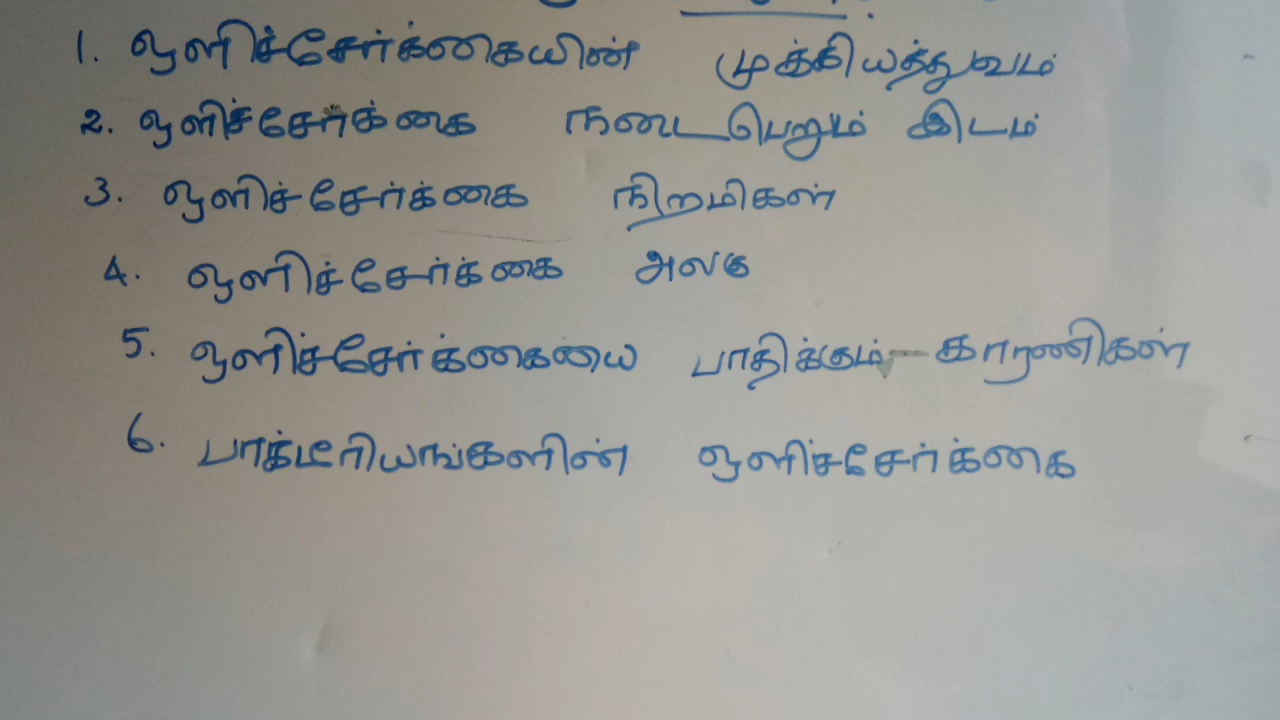 1. ஒளிச்சேர்க்கையின் முக்கியத்துவம்
2. ஒளிச்சேர்க்கை நடைபெறும் இடம்
3. ஒளிச்சேர்க்கை நிறமிகள்
4. ஒளிச்சேர்க்கை அலகு
5. ஒளிச்சேர்க்கையை பாதிக்கும் காரணிகள்
6. பாக்டீரியங்களின் ஒளிச்சேர்க்கை